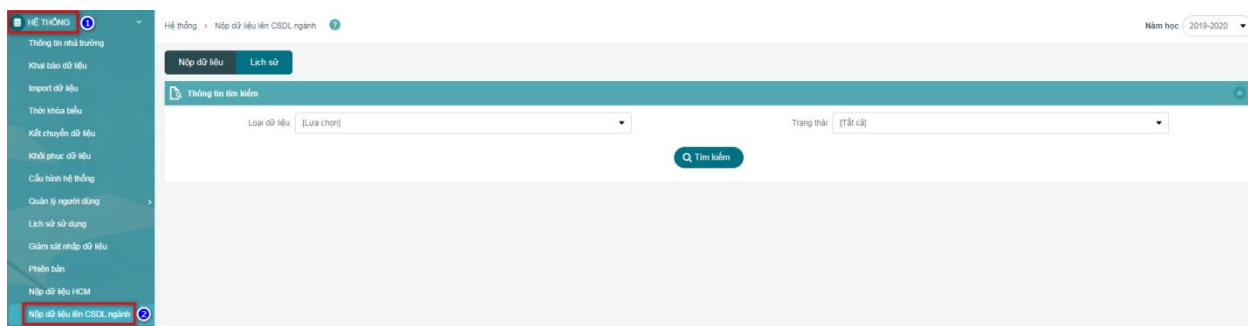 HỆ THỐNG 1
Hệ thống > Nộp dữ liệu lên CSDL ngành ?
Năm học 2019-2020
Thông tin nhà trường
Khai báo dữ liệu
Import dữ liệu
Thời khóa biểu
Kết chuyển dữ liệu
Khôi phục dữ liệu
Cấu hình hệ thống
Quản lý người dùng
Lịch sử sử dụng
Giám sát nhập dữ liệu
Phiên bản
Nộp dữ liệu HCM
Nộp dữ liệu lên CSDL ngành 2
Nộp dữ liệu Lịch sử
Thông tin tìm kiếm
Loại dữ liệu [Lựa chọn] Trạng thái [Tất cả]
Tìm kiếm